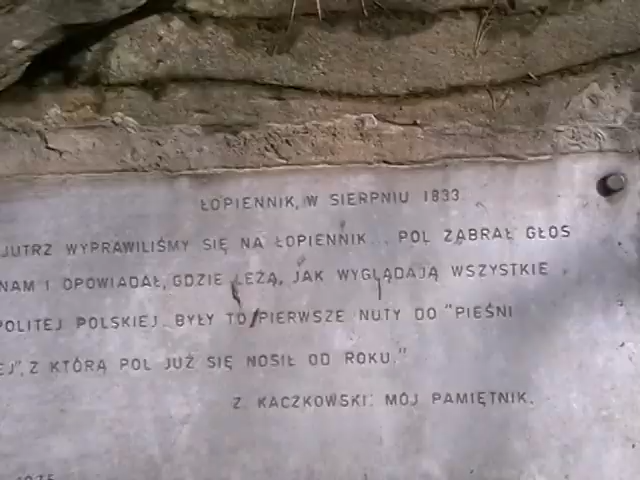 ŁOPIENNIK, W SIERPNIU 1833
JUTRZ WYPRAWILIŚMY SIĘ NA ŁOPIENNIK... POL ZABRAŁ GŁOS
NAM I OPOWIADAŁ, GDZIE LEŻĄ, JAK WYGLĄDAJĄ WSZYSTKIE
POLITEJ POLSKIEJ. BYŁY TO PIERWSZE NUTY DO "PIEŚNI
EJ", Z KTÓRĄ POL JUŻ SIĘ NOSIŁ OD ROKU."
Z. KACZKOWSKI: MÓJ PAMIĘTNIK.